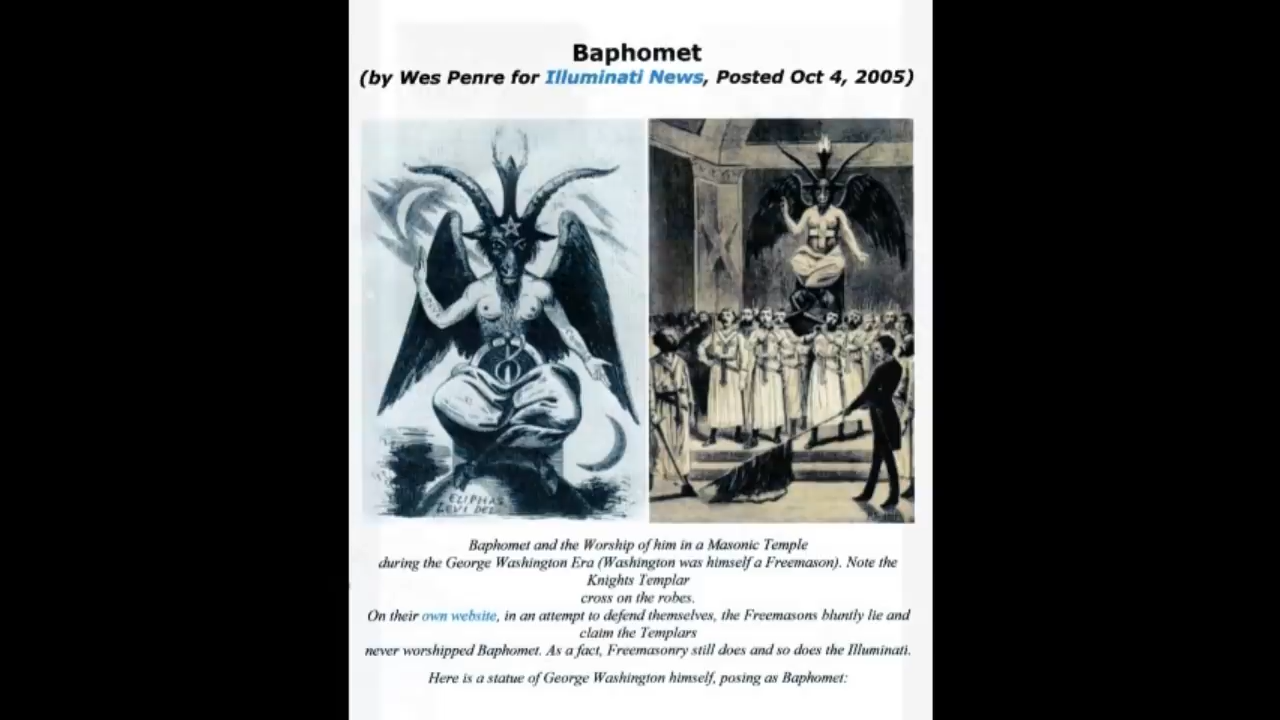 Baphomet
(by Wes Penre for Illuminati News, Posted Oct 4, 2005)
ELIPHAS
LEVI DEL
Baphomet and the Worship of him in a Masonic Temple
during the George Washington Era (Washington was himself a Freemason). Note the
Knights Templar
cross on the robes.
On their own website, in an attempt to defend themselves, the Freemasons bluntly lie and
claim the Templars
never worshipped Baphomet. As a fact, Freemasonry still does and so does the Illuminati.
Here is a statue of George Washington himself, posing as Baphomet: